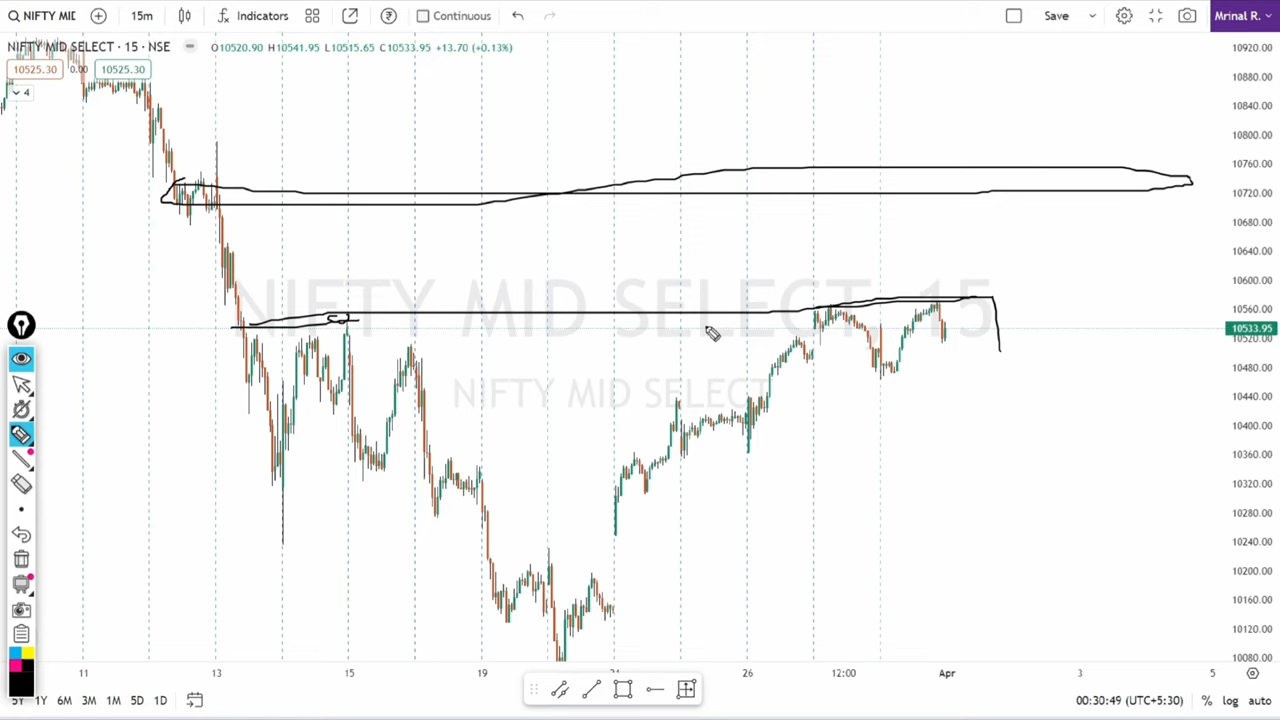 NIFTY MID
15m
Indicators
Continuous
Save
Mrinal R.
NIFTY MID SELECT · 15 · NSE
O10520.90 H10541.95 L10515.65 C10533.95 +13.70 (+0.13%)
10525.30 0.00 10525.30
4
NIFTY MID SELECT, 15
NIFTY MID SELECT
10920.00
10880.00
10840.00
10800.00
10760.00
10720.00
10680.00
10640.00
10600.00
10560.00
10533.95
10520.00
10480.00
10440.00
10400.00
10360.00
10320.00
10280.00
10240.00
10200.00
10160.00
10120.00
10080.00
11 13 15 19 26 12:00 Apr 3 5
5Y 1Y 6M 3M 1M 5D 1D
00:30:49 (UTC+5:30) % log auto